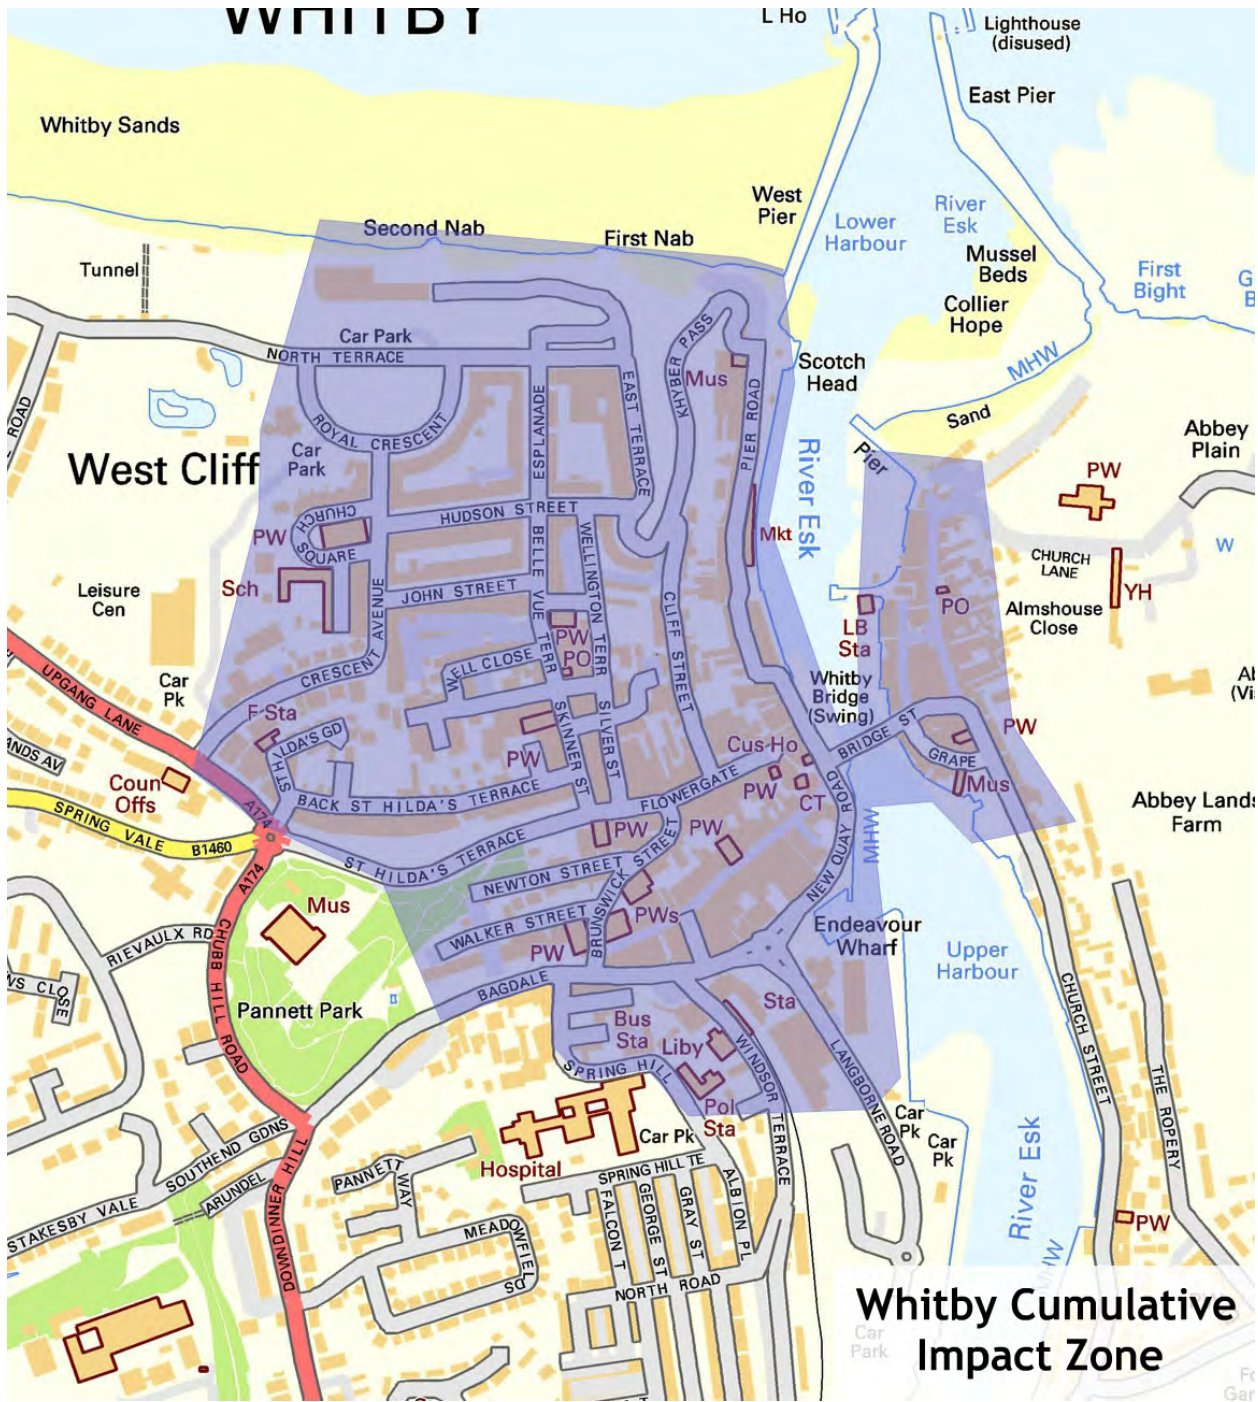 WHITBY
L Ho
Lighthouse
(disused)
East Pier
Whitby Sands
West
Pier
Lower
Harbour
River
Esk
Mussel
Beds
Collier
Hope
First
Bight
Second Nab
First Nab
Tunnel
Car Park
NORTH TERRACE
KHYBER PASS
Mus
Scotch
Head
MHW
Sand
ROAD
ROYAL CRESCENT
ESPLANADE
EAST TERRACE
PIER ROAD
Pier
Abbey
Plain
West Cliff
Car
Park
River Esk
PW
CHURCH
SQUARE
PW
HUDSON STREET
Mkt
CHURCH
LANE
W
Sch
JOHN STREET
BELLE VUE TERR
WELLINGTON TERR
CLIFF STREET
LB
Sta
PO
Almshouse
Close
YH
Leisure
Cen
CRESCENT AVENUE
PW
PO
WELL CLOSE
Whitby
Bridge
(Swing)
Car
Pk
UPGANG LANE
F Sta
ST HILDA'S GD
PW
SKINNER ST
SILVER ST
Cus Ho
BRIDGE ST
GRAPE
PW
Mus
Coun
Offs
A174
BACK ST HILDA'S TERRACE
FLOWERGATE
PW
CT
Abbey Lands
Farm
SPRING VALE
B1460
ST HILDA'S TERRACE
PW
PW
NEW QUAY ROAD
MHW
A174
NEWTON STREET
BRUNSWICK STREET
PWs
Mus
WALKER STREET
PW
Endeavour
Wharf
RIEVAULX RD
CHUBB HILL ROAD
Pannett Park
BAGDALE
Upper
Harbour
WS CLOSE
Bus
Sta
Sta
Liby
SPRING HILL
WINDSOR TERRACE
LANGBORNE ROAD
CHURCH STREET
THE ROPERY
Pol
Sta
Car
Pk
Car
Pk
Hospital
Car Pk
SOUTHEND GDNS
ARUNDEL
STAKESBY VALE
DOWNDINNER HILL
PANNETT
WAY
SPRING HILL TE
FALCON T
GEORGE ST
GRAY ST
ALBION PL
River Esk
PW
MEADOWFIELDS
NORTH ROAD
MHW
Whitby Cumulative
Impact Zone
Car
Park